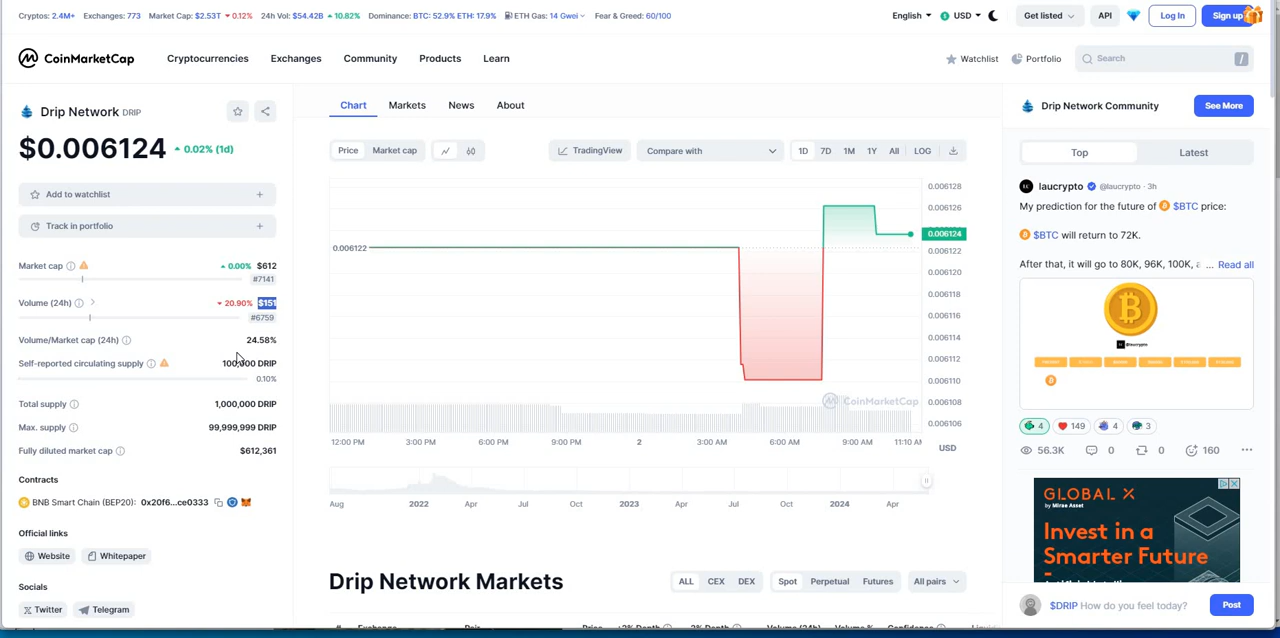 Cryptos: 2.4M+ Exchanges: 773 Market Cap: $2.53T 0.12% 24h Vol: $54.42B 10.82% Dominance: BTC: 52.9% ETH: 17.9% ETH Gas: 14 Gwei Fear & Greed: 60/100
English USD Get listed API Log In Sign up
CoinMarketCap Cryptocurrencies Exchanges Community Products Learn Watchlist Portfolio Search /
Drip Network DRIP
$0.006124 0.02% (1d)
Add to watchlist +
Track in portfolio +
Market cap 0.00% $612
#7141
Volume (24h) 20.90% $151
#6759
Volume/Market cap (24h) 24.58%
Self-reported circulating supply 100,000 DRIP
0.10%
Total supply 1,000,000 DRIP
Max. supply 99,999,999 DRIP
Fully diluted market cap $612,361
Contracts
BNB Smart Chain (BEP20): 0x20f6...ce0333
Official links
Website Whitepaper
Socials
Twitter Telegram
Chart Markets News About
Price Market cap TradingView Compare with 1D 7D 1M 1Y All LOG
0.006128
0.006126
0.006124
0.006122
0.006122
0.006120
0.006118
0.006116
0.006114
0.006112
0.006110
0.006108
0.006106
CoinMarketCap
12:00 PM 3:00 PM 6:00 PM 9:00 PM 2 3:00 AM 6:00 AM 9:00 AM 11:10 AM
USD
Aug 2022 Apr Jul Oct 2023 Apr Jul Oct 2024 Apr
Drip Network Markets ALL CEX DEX Spot Perpetual Futures All pairs
# Exchange Pair Price +2% Depth -2% Depth Volume (24h) Volume % Confidence
Drip Network Community See More
Top Latest
laucrypto @laucrypto · 3h
My prediction for the future of $BTC price:
$BTC will return to 72K.
After that, it will go to 80K, 96K, 100K, ... Read all
@laucrypto
4 149 4 3
56.3K 0 0 160
GLOBAL X
by Mirae Asset
Invest in a
Smarter Future
$DRIP How do you feel today? Post